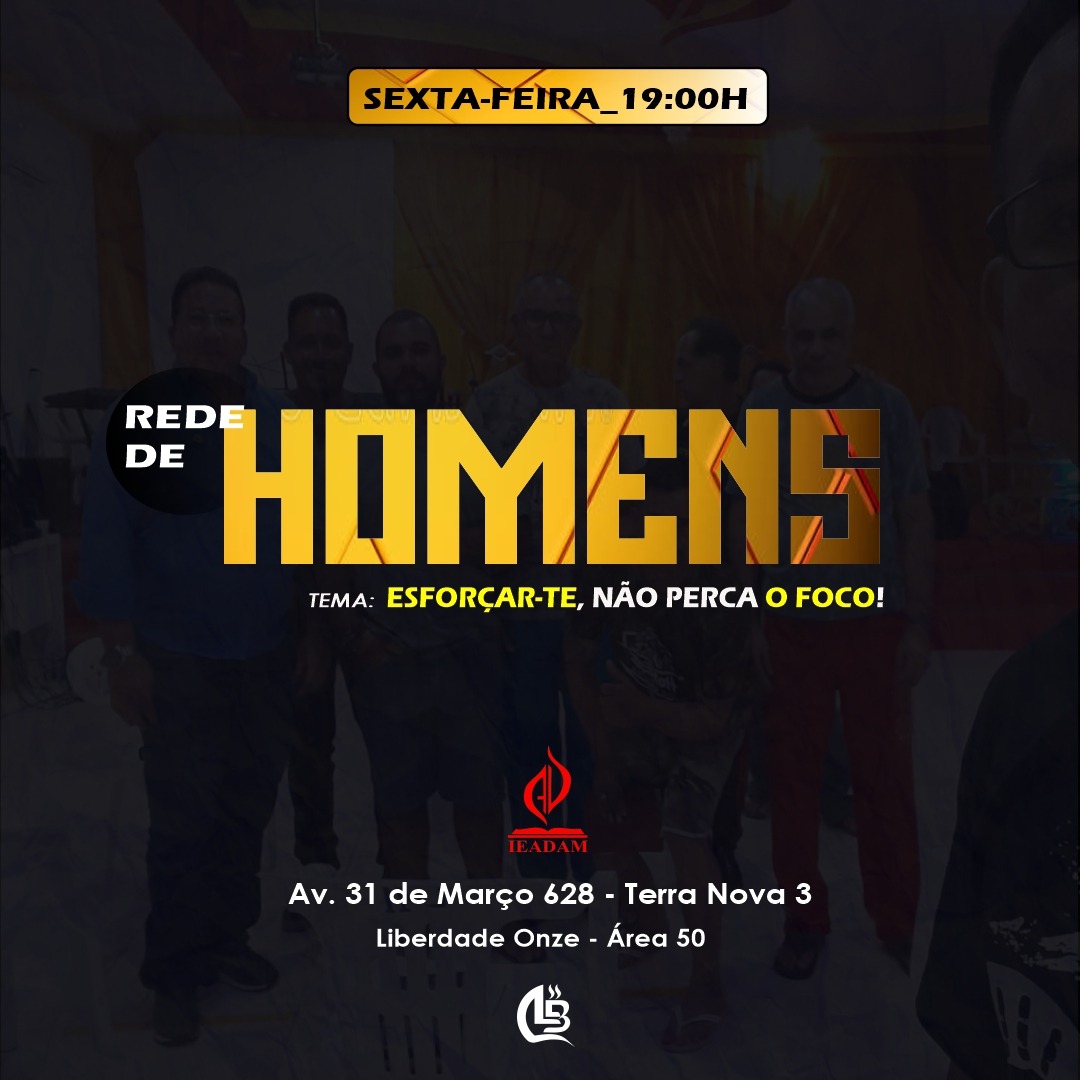 SEXTA-FEIRA_19:00H
REDE
DE
HOMENS
TEMA: ESFORÇAR-TE, NÃO PERCA O FOCO!
IEADAM
Av. 31 de Março 628 - Terra Nova 3
Liberdade Onze - Área 50